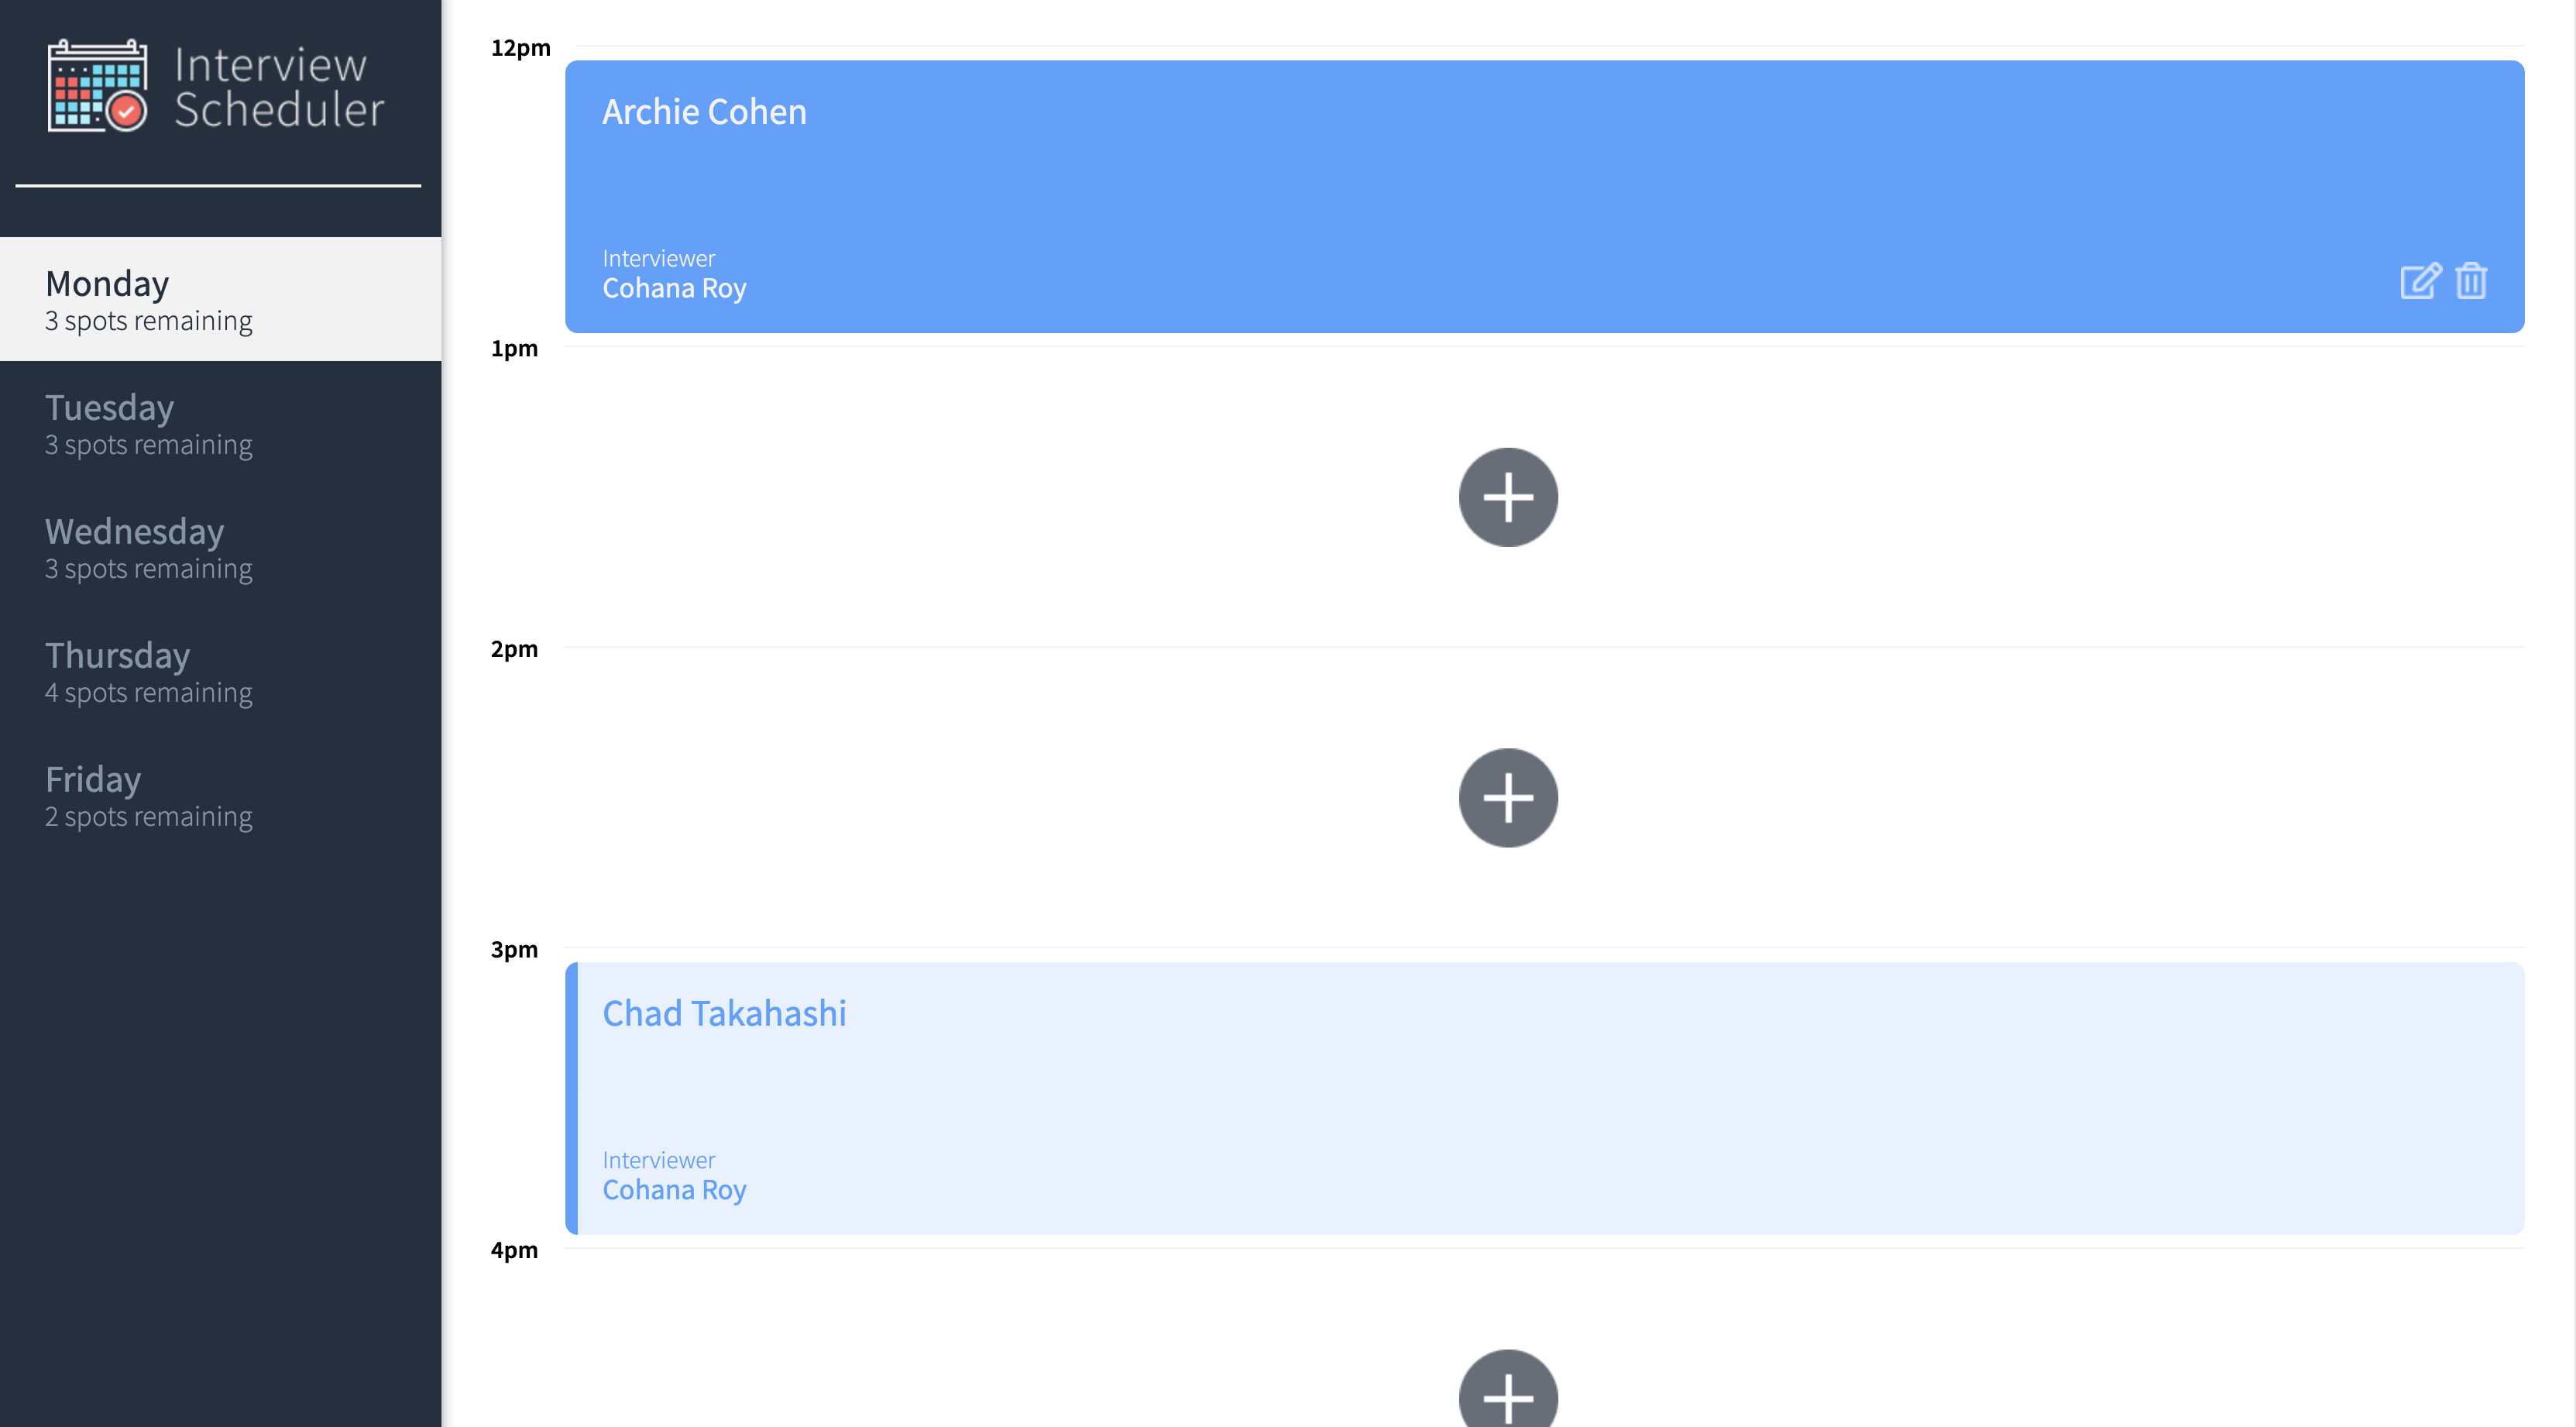 Interview
Scheduler
Monday
3 spots remaining
Tuesday
3 spots remaining
Wednesday
3 spots remaining
Thursday
4 spots remaining
Friday
2 spots remaining
12pm
Archie Cohen
Interviewer
Cohana Roy
1pm
2pm
3pm
Chad Takahashi
Interviewer
Cohana Roy
4pm